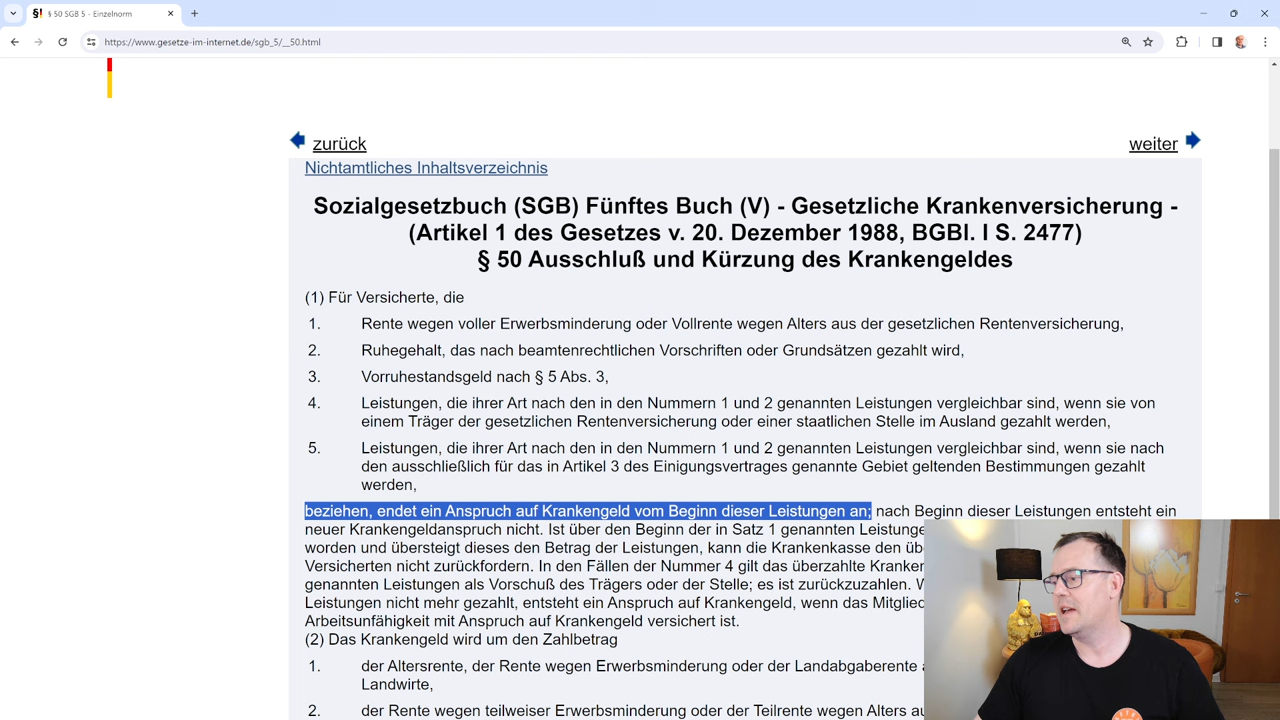 § 50 SGB 5 - Einzelnorm
https://www.gesetze-im-internet.de/sgb_5/__50.html
zurück
weiter
Nichtamtliches Inhaltsverzeichnis
Sozialgesetzbuch (SGB) Fünftes Buch (V) - Gesetzliche Krankenversicherung -
(Artikel 1 des Gesetzes v. 20. Dezember 1988, BGBl. I S. 2477)
§ 50 Ausschluß und Kürzung des Krankengeldes
(1) Für Versicherte, die
1. Rente wegen voller Erwerbsminderung oder Vollrente wegen Alters aus der gesetzlichen Rentenversicherung,
2. Ruhegehalt, das nach beamtenrechtlichen Vorschriften oder Grundsätzen gezahlt wird,
3. Vorruhestandsgeld nach § 5 Abs. 3,
4. Leistungen, die ihrer Art nach den in den Nummern 1 und 2 genannten Leistungen vergleichbar sind, wenn sie von
einem Träger der gesetzlichen Rentenversicherung oder einer staatlichen Stelle im Ausland gezahlt werden,
5. Leistungen, die ihrer Art nach den in den Nummern 1 und 2 genannten Leistungen vergleichbar sind, wenn sie nach
den ausschließlich für das in Artikel 3 des Einigungsvertrages genannte Gebiet geltenden Bestimmungen gezahlt
werden,
beziehen, endet ein Anspruch auf Krankengeld vom Beginn dieser Leistungen an; nach Beginn dieser Leistungen entsteht ein
neuer Krankengeldanspruch nicht. Ist über den Beginn der in Satz 1 genannten Leistunge
worden und übersteigt dieses den Betrag der Leistungen, kann die Krankenkasse den üb
Versicherten nicht zurückfordern. In den Fällen der Nummer 4 gilt das überzahlte Kranken
genannten Leistungen als Vorschuß des Trägers oder der Stelle; es ist zurückzuzahlen. W
Leistungen nicht mehr gezahlt, entsteht ein Anspruch auf Krankengeld, wenn das Mitglied
Arbeitsunfähigkeit mit Anspruch auf Krankengeld versichert ist.
(2) Das Krankengeld wird um den Zahlbetrag
1. der Altersrente, der Rente wegen Erwerbsminderung oder der Landabgaberente a
Landwirte,
2. der Rente wegen teilweiser Erwerbsminderung oder der Teilrente wegen Alters au